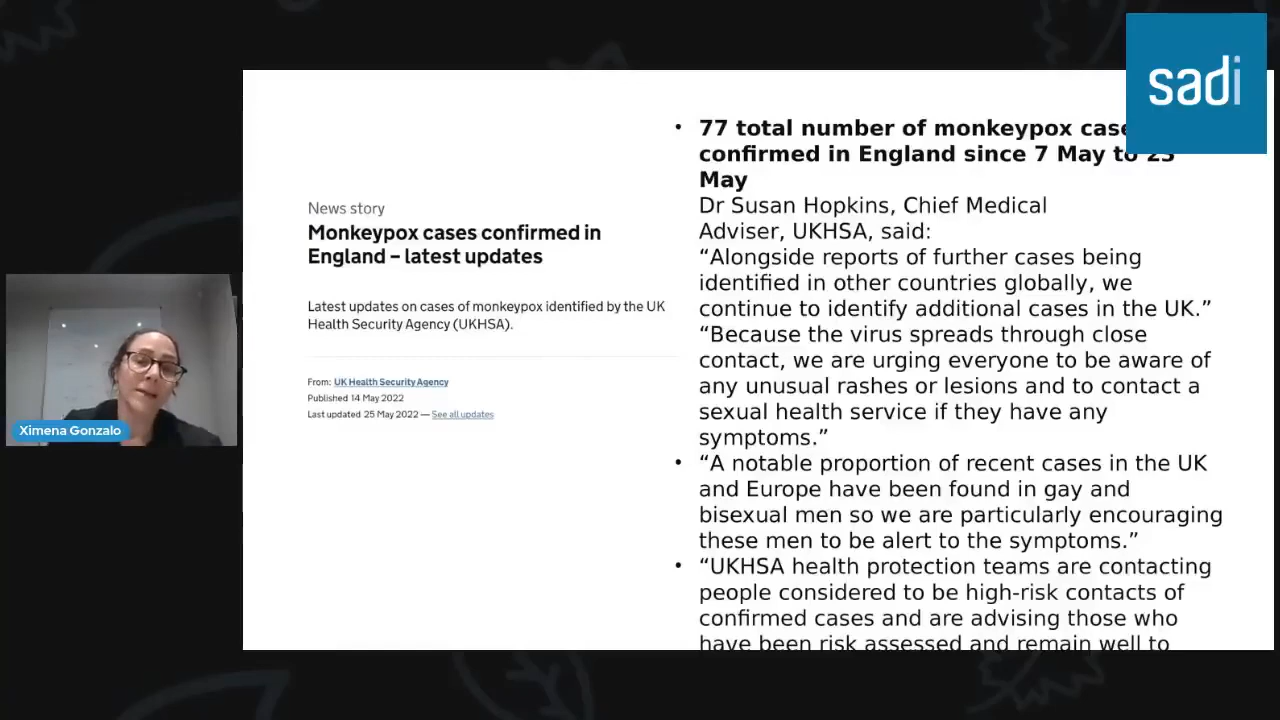 sadi
News story
Monkeypox cases confirmed in
England – latest updates
Latest updates on cases of monkeypox identified by the UK
Health Security Agency (UKHSA).
From: UK Health Security Agency
Published 14 May 2022
Last updated 25 May 2022 — See all updates
Ximena Gonzalo
• 77 total number of monkeypox
confirmed in England since 7 May to
May
Dr Susan Hopkins, Chief Medical
Adviser, UKHSA, said:
“Alongside reports of further cases being
identified in other countries globally, we
continue to identify additional cases in the UK.”
“Because the virus spreads through close
contact, we are urging everyone to be aware of
any unusual rashes or lesions and to contact a
sexual health service if they have any
symptoms.”
• “A notable proportion of recent cases in the UK
and Europe have been found in gay and
bisexual men so we are particularly encouraging
these men to be alert to the symptoms.”
• “UKHSA health protection teams are contacting
people considered to be high-risk contacts of
confirmed cases and are advising those who
have been risk assessed and remain well to